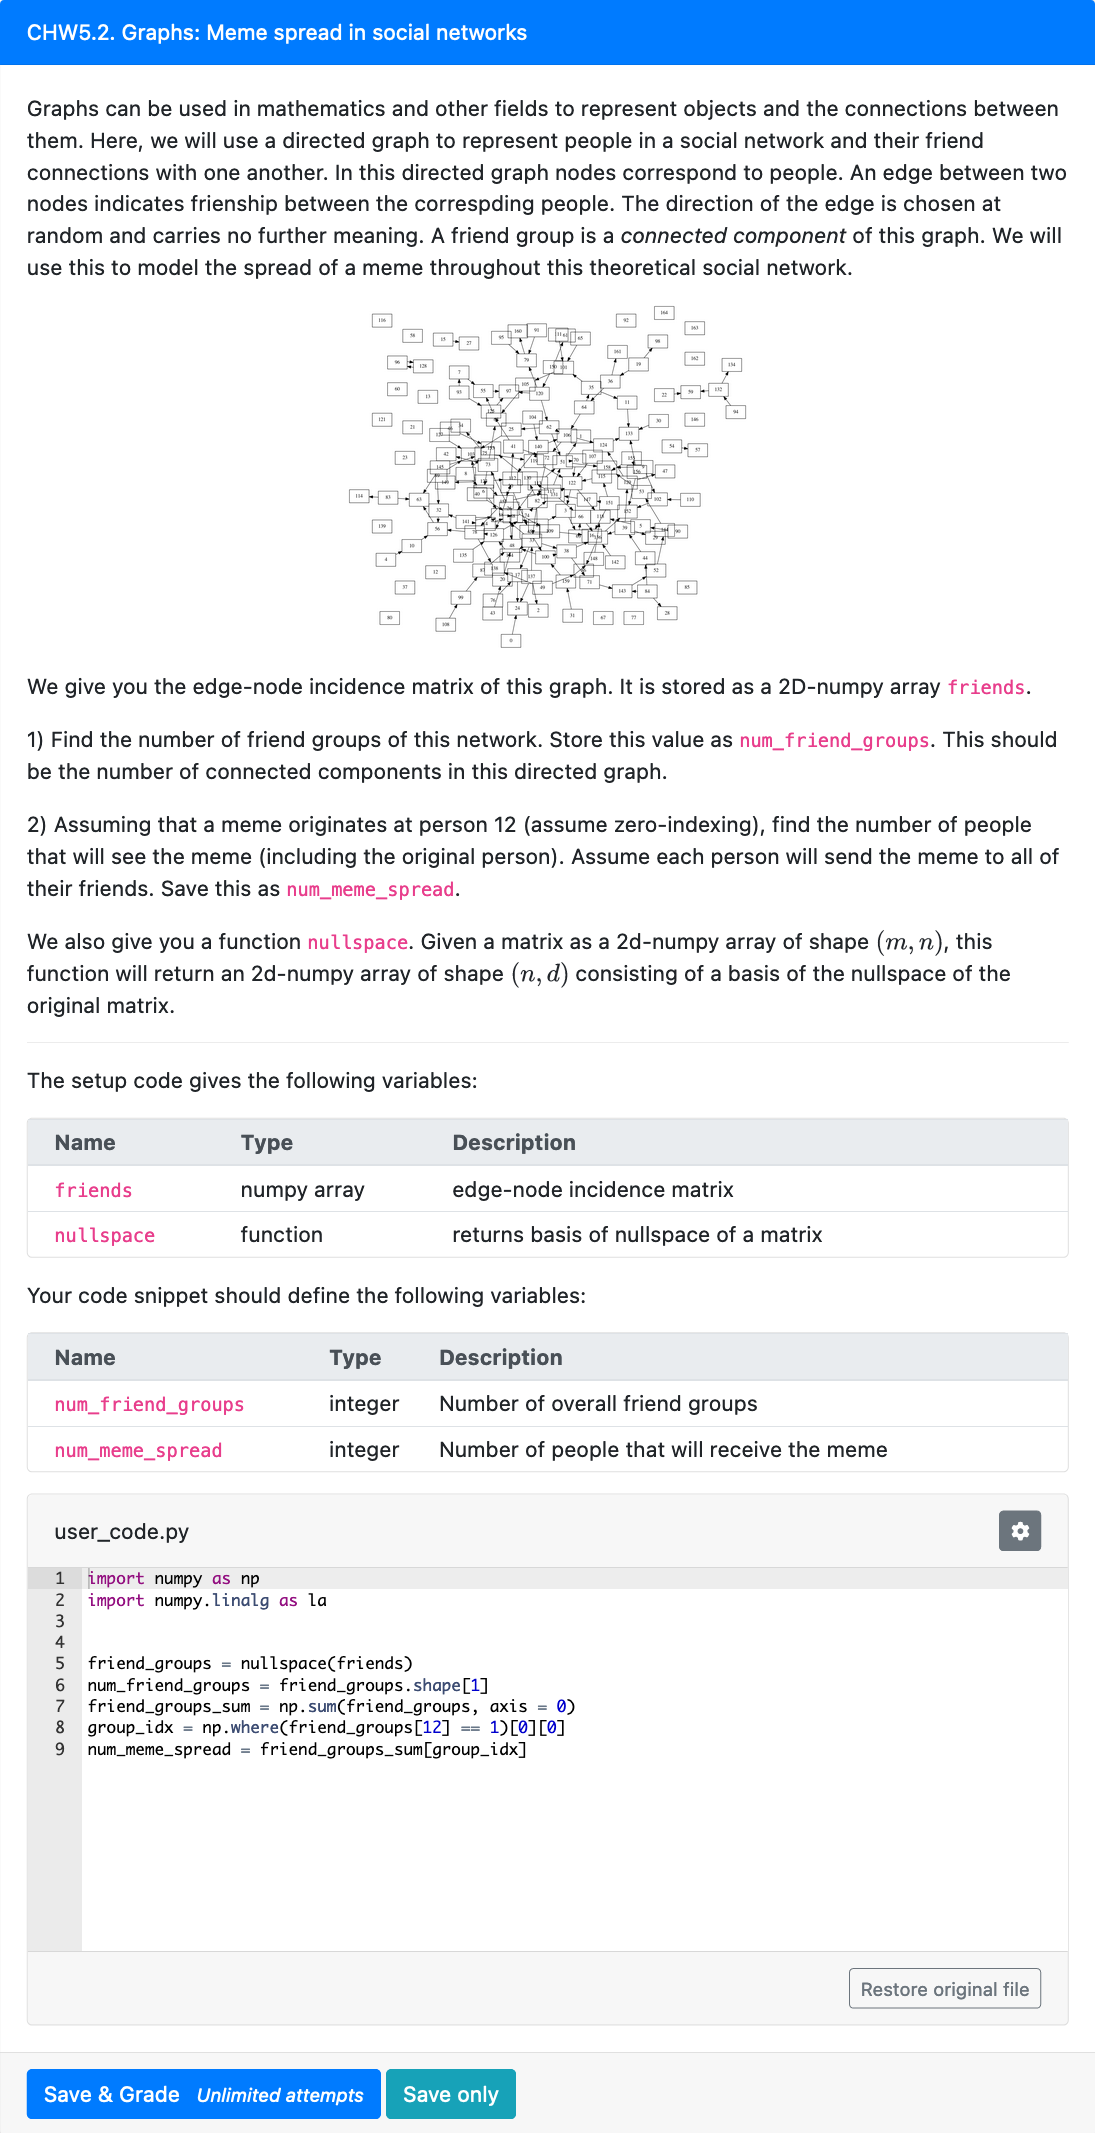 CHW5.2. Graphs: Meme spread in social networks
Graphs can be used in mathematics and other fields to represent objects and the connections between
them. Here, we will use a directed graph to represent people in a social network and their friend
connections with one another. In this directed graph nodes correspond to people. An edge between two
nodes indicates frienship between the correspding people. The direction of the edge is chosen at
random and carries no further meaning. A friend group is a connected component of this graph. We will
use this to model the spread of a meme throughout this theoretical social network.
We give you the edge-node incidence matrix of this graph. It is stored as a 2D-numpy array friends.
1) Find the number of friend groups of this network. Store this value as num_friend_groups. This should
be the number of connected components in this directed graph.
2) Assuming that a meme originates at person 12 (assume zero-indexing), find the number of people
that will see the meme (including the original person). Assume each person will send the meme to all of
their friends. Save this as num_meme_spread.
We also give you a function nullspace. Given a matrix as a 2d-numpy array of shape (m, n), this
function will return an 2d-numpy array of shape (n, d) consisting of a basis of the nullspace of the
original matrix.
The setup code gives the following variables:
Name Type Description
friends numpy array edge-node incidence matrix
nullspace function returns basis of nullspace of a matrix
Your code snippet should define the following variables:
Name Type Description
num_friend_groups integer Number of overall friend groups
num_meme_spread integer Number of people that will receive the meme
user_code.py
1 import numpy as np
2 import numpy.linalg as la
3
4
5 friend_groups = nullspace(friends)
6 num_friend_groups = friend_groups.shape[1]
7 friend_groups_sum = np.sum(friend_groups, axis = 0)
8 group_idx = np.where(friend_groups[12] == 1)[0][0]
9 num_meme_spread = friend_groups_sum[group_idx]
Restore original file
Save & Grade Unlimited attempts Save only